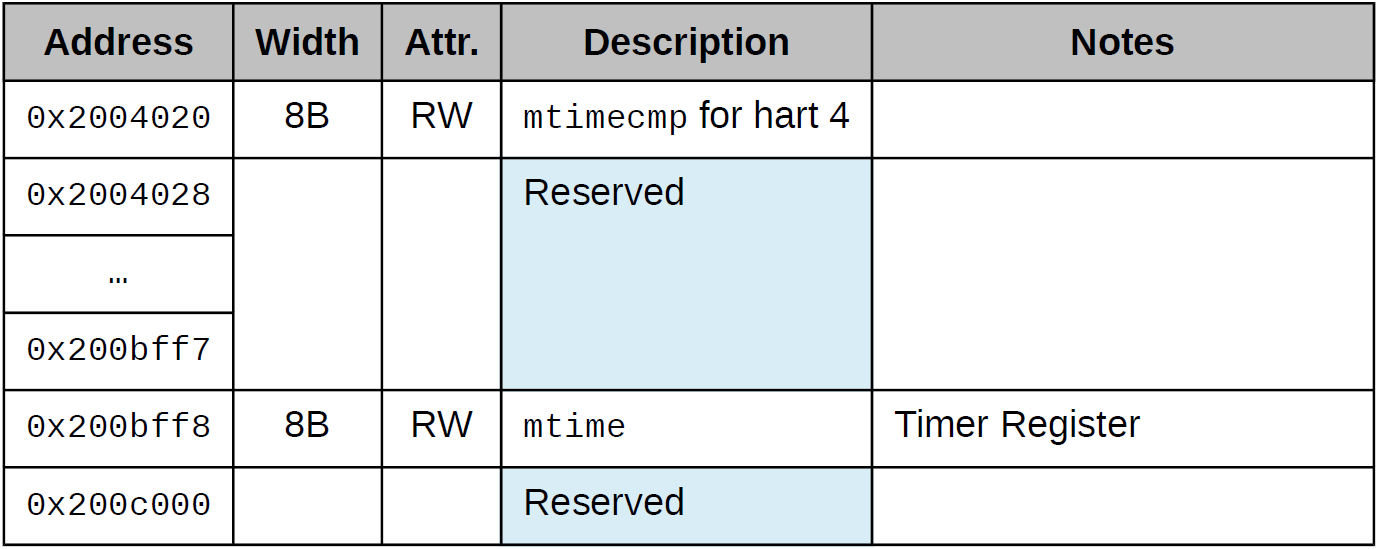 Address Width Attr. Description Notes
0x2004020 8B RW mtimecmp for hart 4
0x2004028 Reserved
…
0x200bff7
0x200bff8 8B RW mtime Timer Register
0x200c000 Reserved